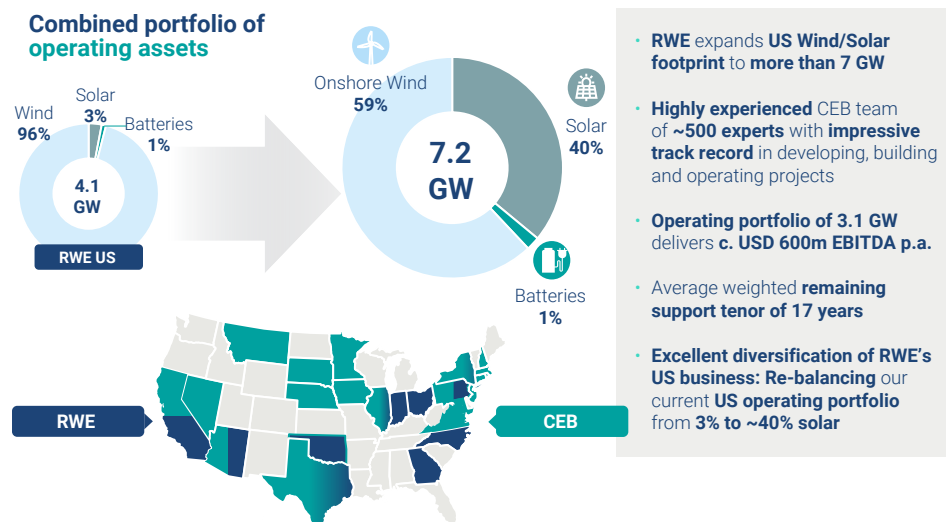 Combined portfolio of
operating assets
Wind
96%
Solar
3%
Batteries
1%
4.1
GW
RWE US
Onshore Wind
59%
7.2
GW
Solar
40%
Batteries
1%
RWE
CEB
• RWE expands US Wind/Solar
footprint to more than 7 GW
• Highly experienced CEB team
of ~500 experts with impressive
track record in developing, building
and operating projects
• Operating portfolio of 3.1 GW
delivers c. USD 600m EBITDA p.a.
• Average weighted remaining
support tenor of 17 years
• Excellent diversification of RWE’s
US business: Re-balancing our
current US operating portfolio
from 3% to ~40% solar